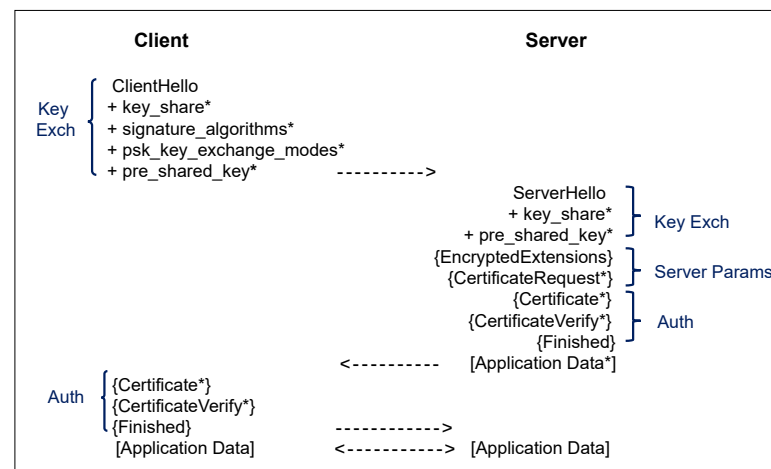 Client Server
ClientHello
Key Exch
+ key_share*
+ signature_algorithms*
+ psk_key_exchange_modes*
+ pre_shared_key* ---------->
ServerHello
+ key_share*
+ pre_shared_key*
Key Exch
{EncryptedExtensions}
{CertificateRequest*}
Server Params
{Certificate*}
{CertificateVerify*}
{Finished}
Auth
<---------- [Application Data*]
Auth
{Certificate*}
{CertificateVerify*}
{Finished} ----------->
[Application Data] <-----------> [Application Data]